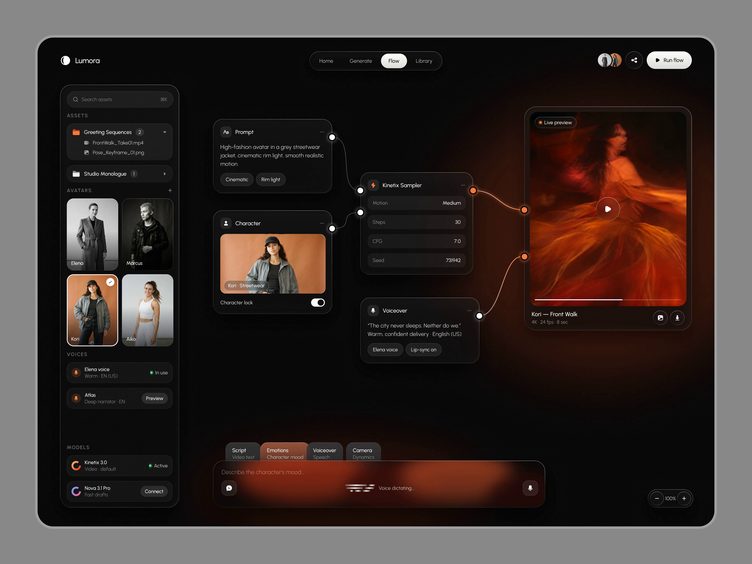 Lumora
Home
Generate
Flow
Library
Run flow
Search assets
⌘K
ASSETS
Greeting Sequences 2
FrontWalk_Take01.mp4
Pose_Keyframe_01.png
Studio Monologue 1
AVATARS
+
Elena
Marcus
Kori
Aiko
VOICES
Elena voice
Warm · EN (US)
In use
Atlas
Deep narrator · EN
Preview
MODELS
Kinetix 3.0
Video · default
Active
Nova 3.1 Pro
Fast drafts
Connect
Aa Prompt
High-fashion avatar in a grey streetwear
jacket, cinematic rim light, smooth realistic
motion
Cinematic
Rim light
Character
Kori · Streetwear
Character lock
Kinetix Sampler
Motion Medium
Steps 30
CFG 7.0
Seed 731942
Voiceover
"The city never sleeps. Neither do we."
Warm, confident delivery · English (US)
Elena voice
Lip-sync on
Live preview
Kori — Front Walk
4K · 24 fps · 8 sec
Script
Video text
Emotions
Character mood
Voiceover
Speech
Camera
Dynamics
Describe the character's mood...
Voice dictating...
− 100% +